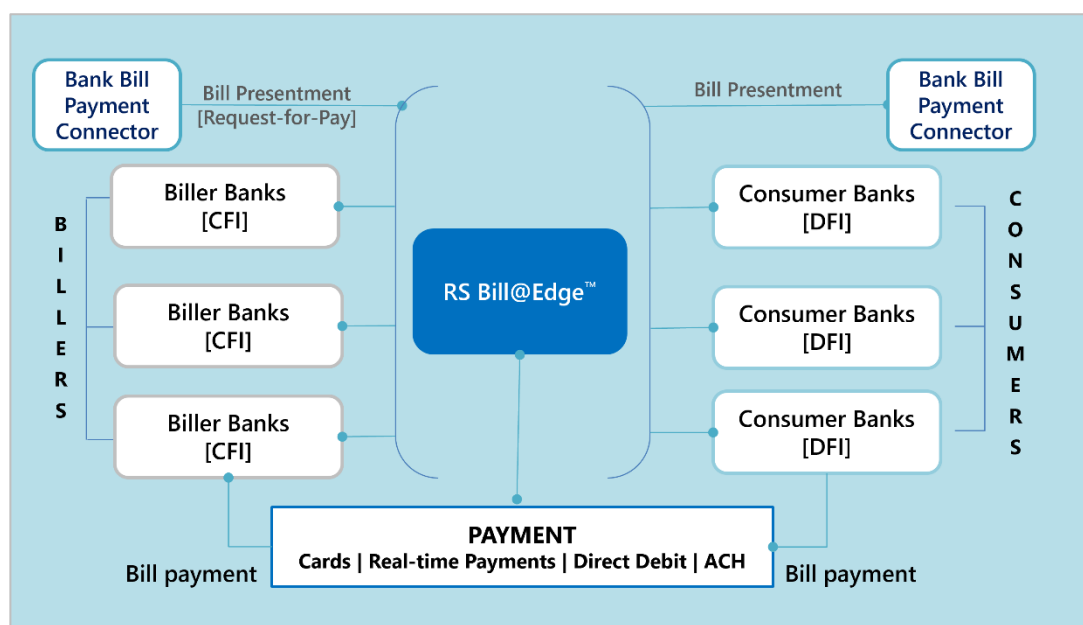 Bank Bill
Payment
Connector
Bill Presentment
[Request-for-Pay]
Bill Presentment
Bank Bill
Payment
Connector
BILLERS
Biller Banks
[CFI]
Biller Banks
[CFI]
Biller Banks
[CFI]
RS Bill@Edge™
Consumer Banks
[DFI]
Consumer Banks
[DFI]
Consumer Banks
[DFI]
CONSUMERS
PAYMENT
Cards | Real-time Payments | Direct Debit | ACH
Bill payment
Bill payment